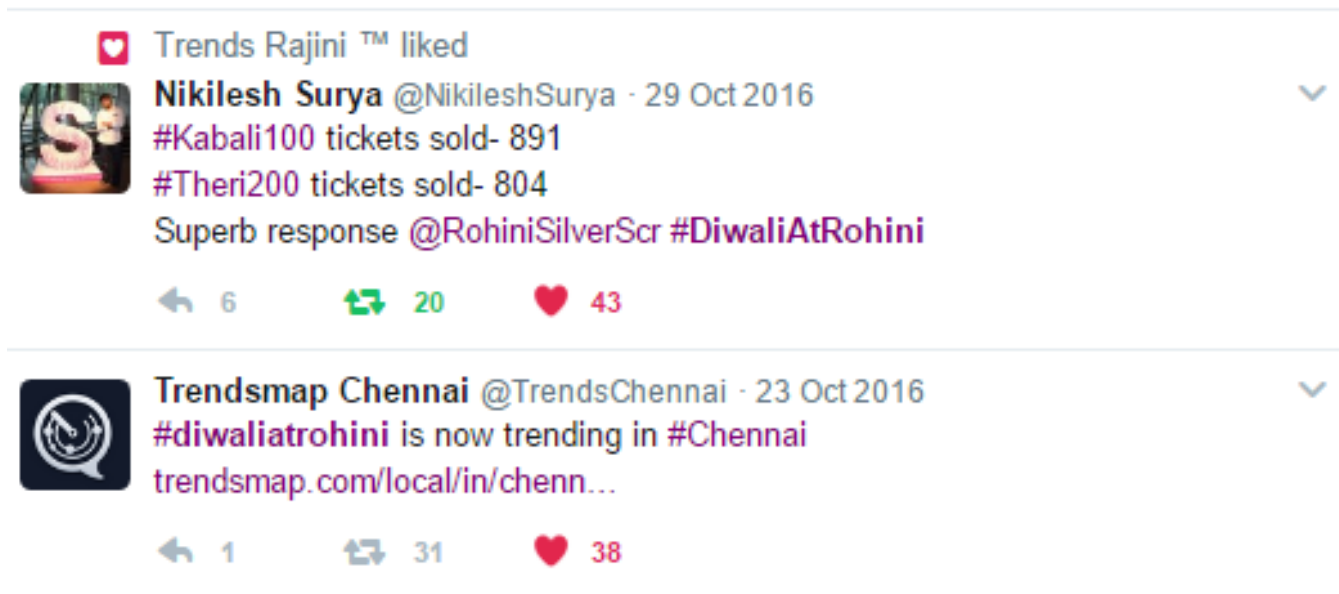 Trends Rajini ™ liked
Nikilesh Surya @NikileshSurya · 29 Oct 2016
#Kabali100 tickets sold- 891
#Theri200 tickets sold- 804
Superb response @RohiniSilverScr #DiwaliAtRohini
6 20 43
Trendsmap Chennai @TrendsChennai · 23 Oct 2016
#diwaliatrohini is now trending in #Chennai
trendsmap.com/local/in/chenn...
1 31 38